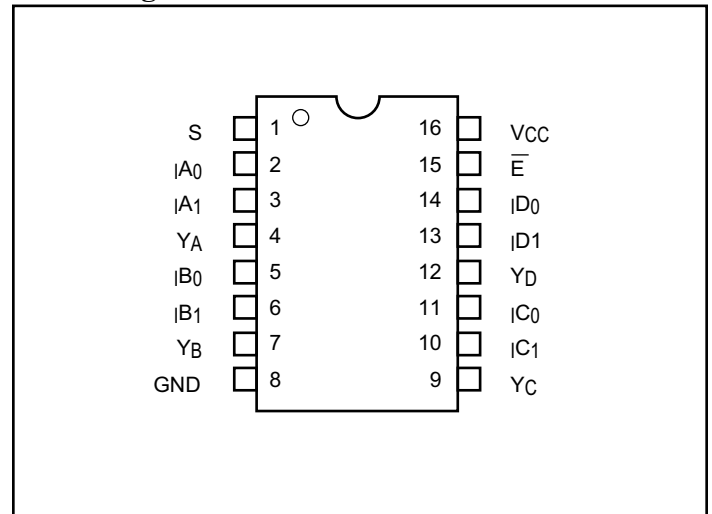 S 1 16 VCC
IA0 2 15 E̅
IA1 3 14 ID0
YA 4 13 ID1
IB0 5 12 YD
IB1 6 11 IC0
YB 7 10 IC1
GND 8 9 YC